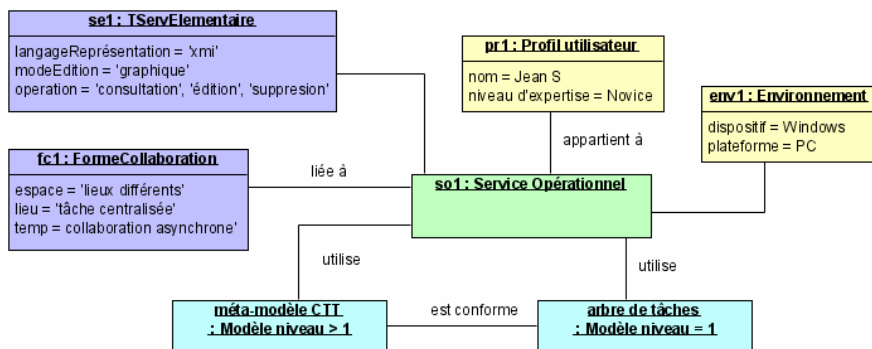 se1 : TServElementaire
langageReprésentation = 'xmi'
modeEdition = 'graphique'
operation = 'consultation', 'édition', 'suppresion'
pr1 : Profil utilisateur
nom = Jean S
niveau d'expertise = Novice
env1 : Environnement
dispositif = Windows
plateforme = PC
appartient à
fc1 : FormeCollaboration
espace = 'lieux différents'
lieu = 'tâche centralisée'
temp = collaboration asynchrone'
liée à
so1 : Service Opérationnel
utilise
utilise
méta-modèle CTT
: Modèle niveau > 1
est conforme
arbre de tâches
: Modèle niveau = 1